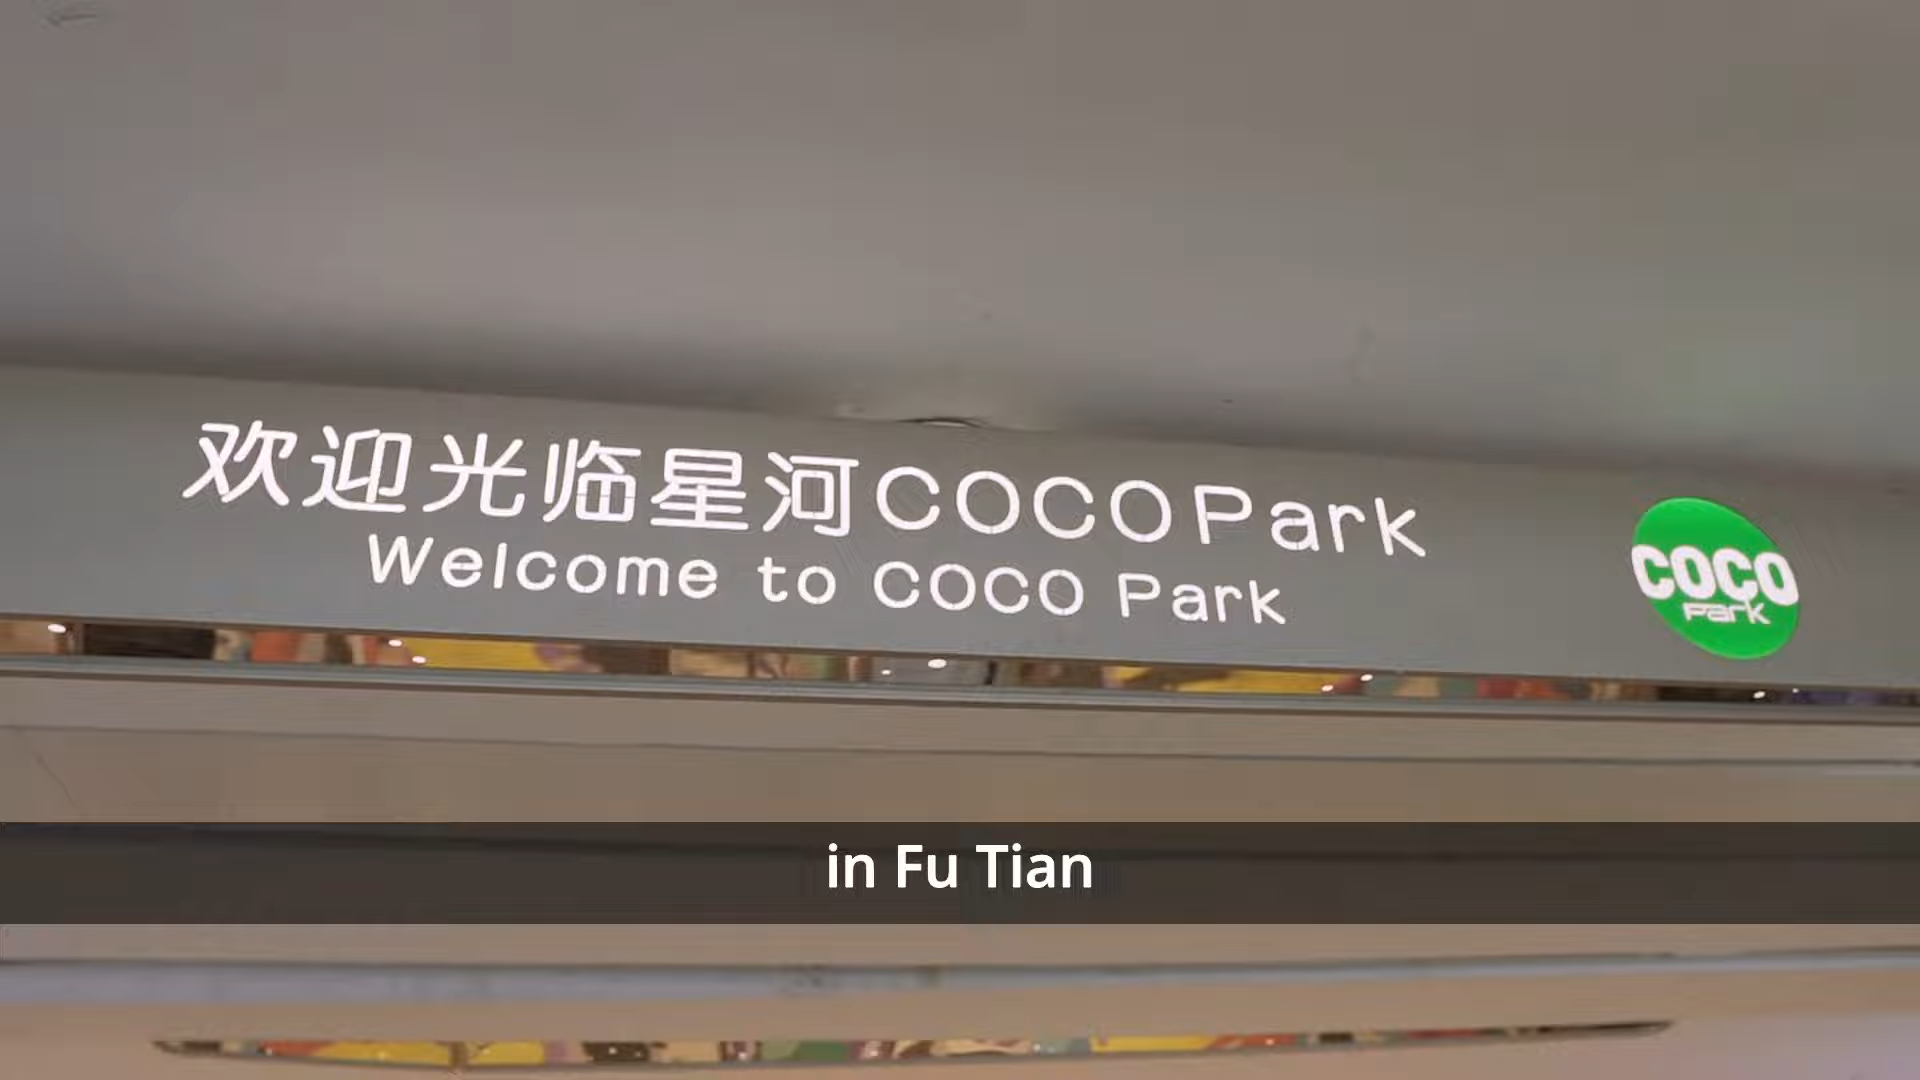 欢迎光临星河COCOPark
Welcome to COCO Park
COCO
Park
in Fu Tian